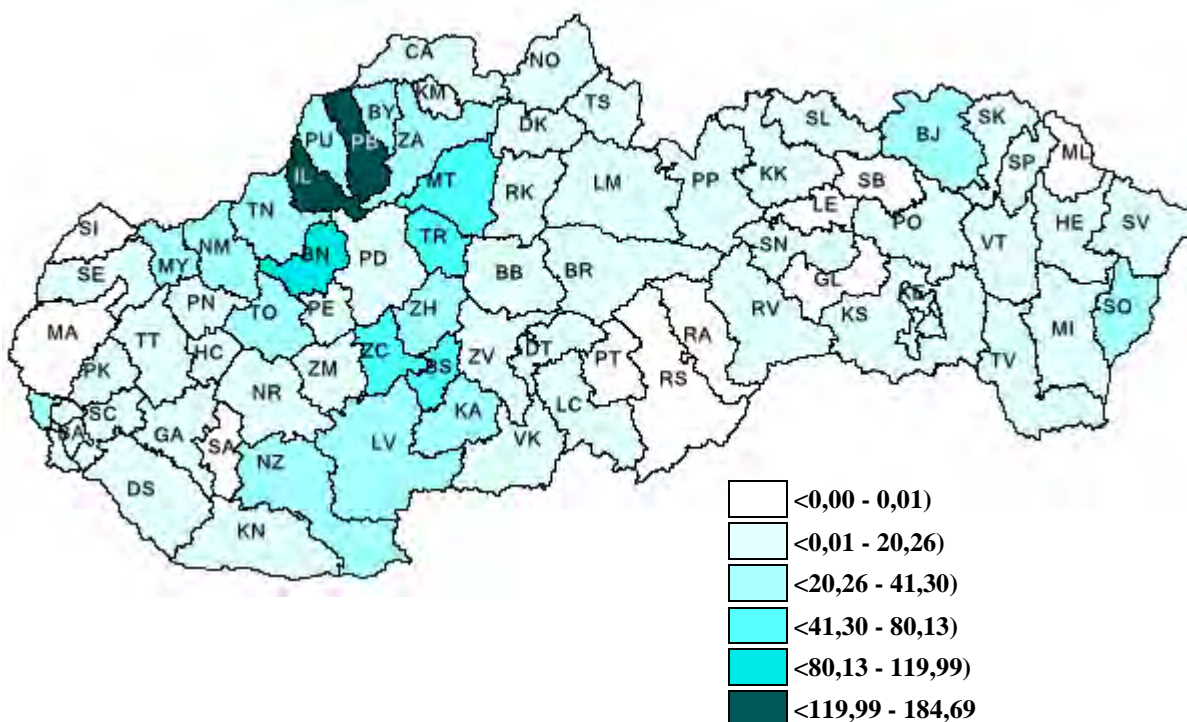 CA
NO
KM
BY
TS
PU
PB
ZA
DK
SL
SK
BJ
ML
IL
MT
RK
LM
PP
KK
SB
SP
TN
LE
SI
NM
TR
PO
HE
SV
MY
BN
PD
BB
BR
SN
VT
SE
GL
PN
TO
PE
ZH
RV
KS
KE
MI
SO
MA
TT
HC
ZM
ZC
BS
ZV
DT
PT
RA
RS
TV
PK
NR
KA
LC
SC
BA
GA
SA
LV
VK
DS
NZ
KN
<0,00 - 0,01)
<0,01 - 20,26)
<20,26 - 41,30)
<41,30 - 80,13)
<80,13 - 119,99)
<119,99 - 184,69